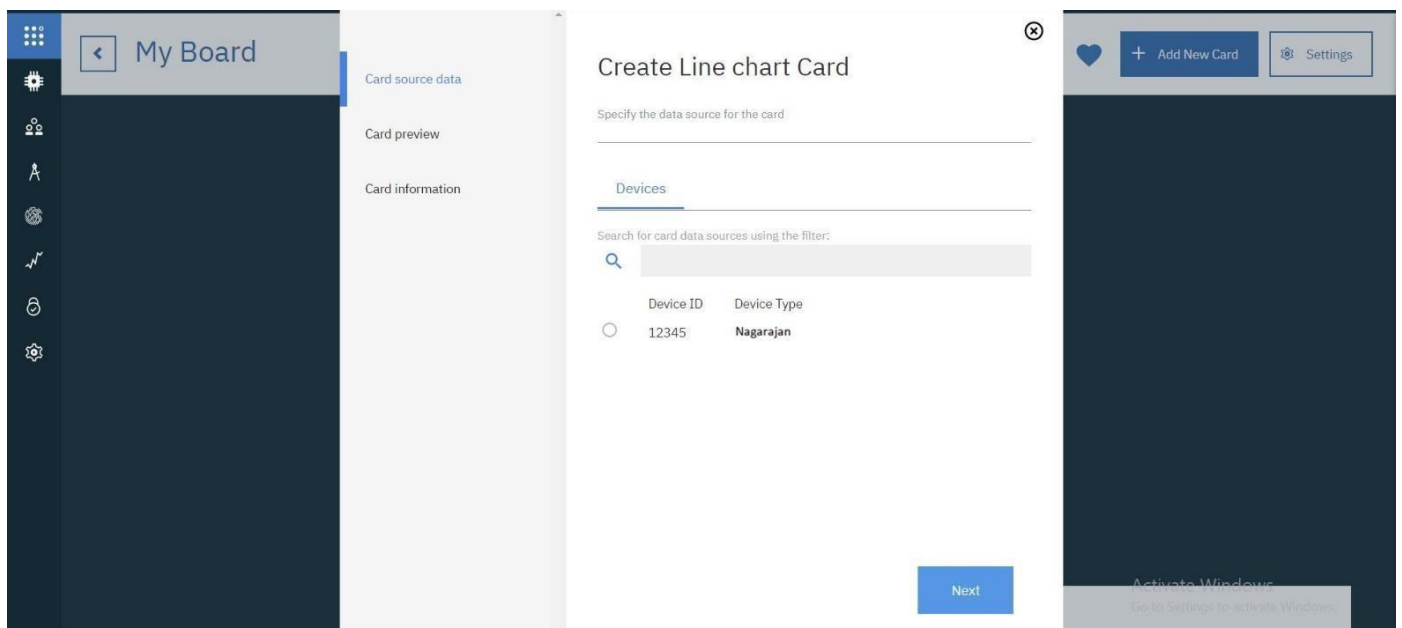 My Board
+ Add New Card
Settings
Card source data
Card preview
Card information
Create Line chart Card
Specify the data source for the card
Devices
Search for card data sources using the filter:
Device ID Device Type
12345 Nagarajan
Next
Activate Windows
Go to Settings to activate Windows.